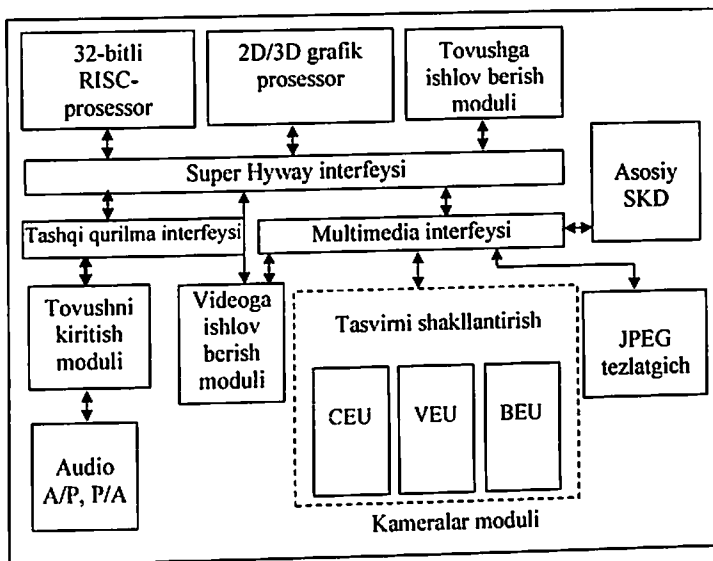 32-bitli
RISC-
prosessor
2D/3D grafik
prosessor
Tovushga
ishlov berish
moduli
Super Hyway interfeysi
Asosiy
SKD
Tashqi qurilma interfeysi
Multimedia interfeysi
Tovushni
kiritish
moduli
Videoga
ishlov
berish
moduli
Tasvirni shakllantirish
CEU
VEU
BEU
JPEG
tezlatgich
Audio
A/P, P/A
Kameralar moduli